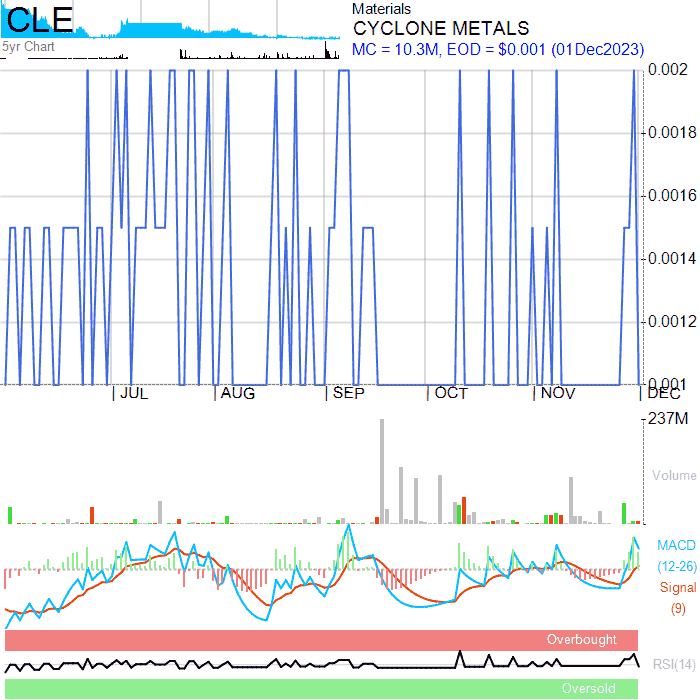 CLE
5yr Chart
Materials
CYCLONE METALS
MC = 10.3M, EOD = $0.001 (01Dec2023)
0.002
0.0018
0.0016
0.0014
0.0012
0.001
JUL
AUG
SEP
OCT
NOV
DEC
237M
Volume
MACD
(12-26)
Signal
(9)
Overbought
RSI(14)
Oversold